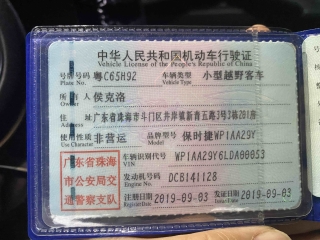 中华人民共和国机动车行驶证
Vehicle License of the People's Republic of China
号牌号码 粤C65H92 车辆类型 小型越野客车
Plate No. Vehicle Type
所有人 侯克洛
Owner
住址 广东省珠海市斗门区井岸镇新青五路3号3栋201房
Address
使用性质 非营运 品牌型号 保时捷WP1AA29Y
Use Character Model
广东省珠海市公安局交通警察支队
车辆识别代号 WP1AA29Y6LDA00053
VIN
发动机号码 DCB141128
Engine No.
注册日期 2019-09-03 发证日期 2019-09-03
Register Date Issue Date